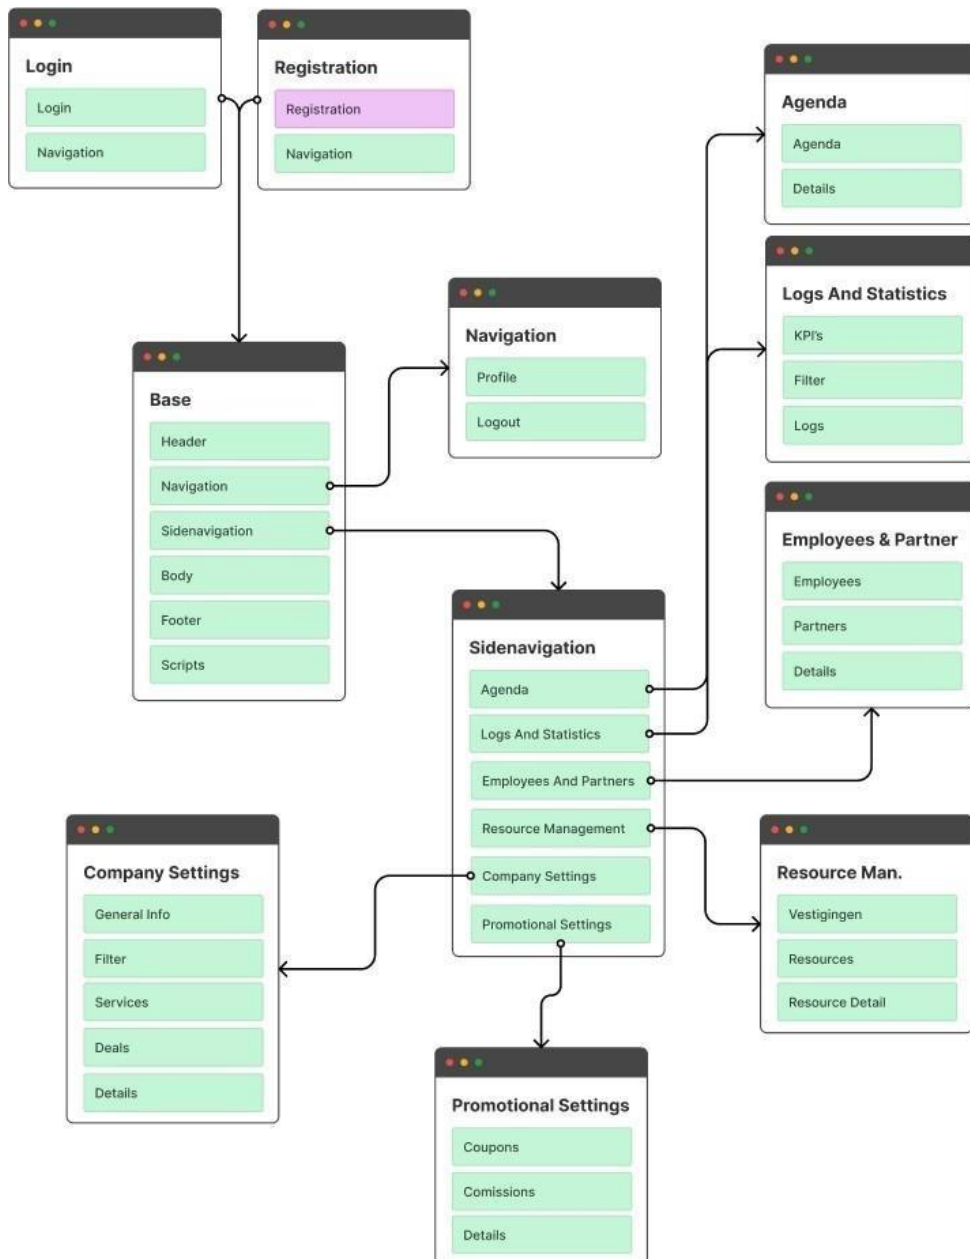 Login
Login
Navigation
Registration
Registration
Navigation
Agenda
Agenda
Details
Logs And Statistics
KPI's
Filter
Logs
Navigation
Profile
Logout
Base
Header
Navigation
Sidenavigation
Body
Footer
Scripts
Employees & Partner
Employees
Partners
Details
Sidenavigation
Agenda
Logs And Statistics
Employees And Partners
Resource Management
Company Settings
Promotional Settings
Company Settings
General Info
Filter
Services
Deals
Details
Resource Man.
Vestigingen
Resources
Resource Detail
Promotional Settings
Coupons
Comissions
Details